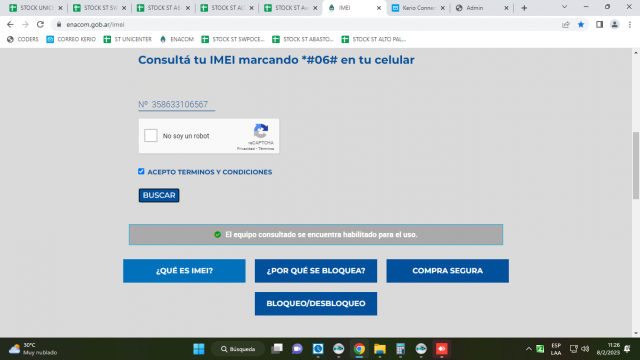 STOCK UNIC
STOCK ST SW
STOCK ST AB
STOCK ST AL
STOCK ST AV
IMEI
Kerio Conne
Admin
enacom.gob.ar/imei
CODERS
CORREO KERIO
ST UNICENTER
ENACOM
STOCK ST SWPOCE...
STOCK ST ABASTO...
STOCK ST ALTO PAL...
Consultá tu IMEI marcando *#06# en tu celular
Nº 358633106567
No soy un robot
reCAPTCHA
Privacidad - Términos
ACEPTO TERMINOS Y CONDICIONES
BUSCAR
El equipo consultado se encuentra habilitado para el uso.
¿QUÉ ES IMEI?
¿POR QUÉ SE BLOQUEA?
COMPRA SEGURA
BLOQUEO/DESBLOQUEO
30°C
Muy nublado
Búsqueda
ESP
LAA
11:26
8/2/2023